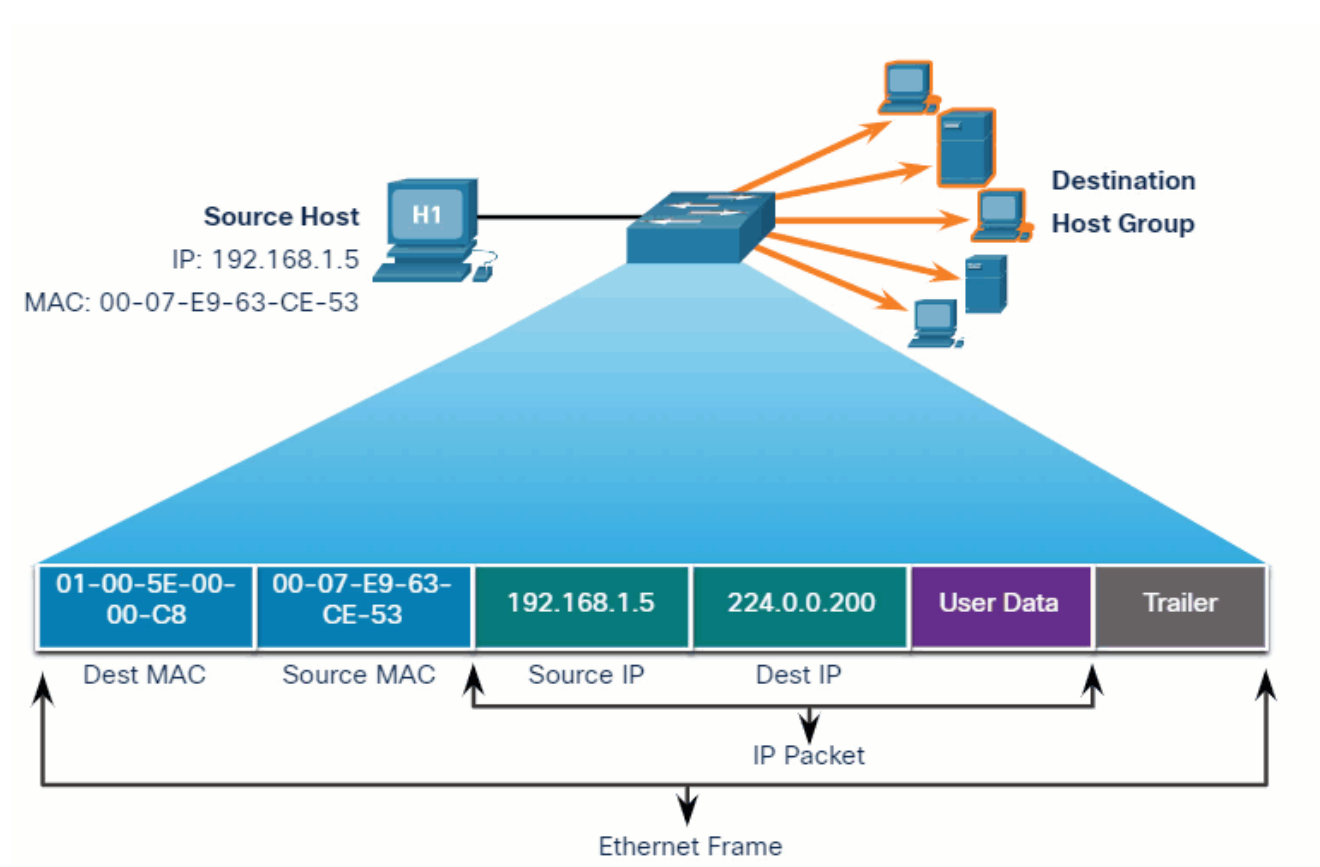 Source Host
IP: 192.168.1.5
MAC: 00-07-E9-63-CE-53
H1
Destination
Host Group
01-00-5E-00-
00-C8
00-07-E9-63-
CE-53
192.168.1.5
224.0.0.200
User Data
Trailer
Dest MAC
Source MAC
Source IP
Dest IP
IP Packet
Ethernet Frame